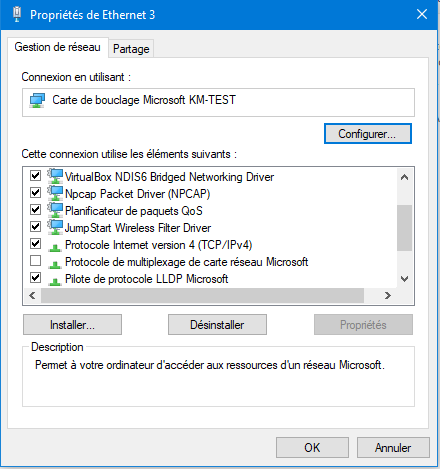 Propriétés de Ethernet 3
Gestion de réseau Partage
Connexion en utilisant :
Carte de bouclage Microsoft KM-TEST
Configurer...
Cette connexion utilise les éléments suivants :
VirtualBox NDIS6 Bridged Networking Driver
Npcap Packet Driver (NPCAP)
Planificateur de paquets QoS
JumpStart Wireless Filter Driver
Protocole Internet version 4 (TCP/IPv4)
Protocole de multiplexage de carte réseau Microsoft
Pilote de protocole LLDP Microsoft
Installer... Désinstaller Propriétés
Description
Permet à votre ordinateur d'accéder aux ressources d'un réseau Microsoft.
OK Annuler